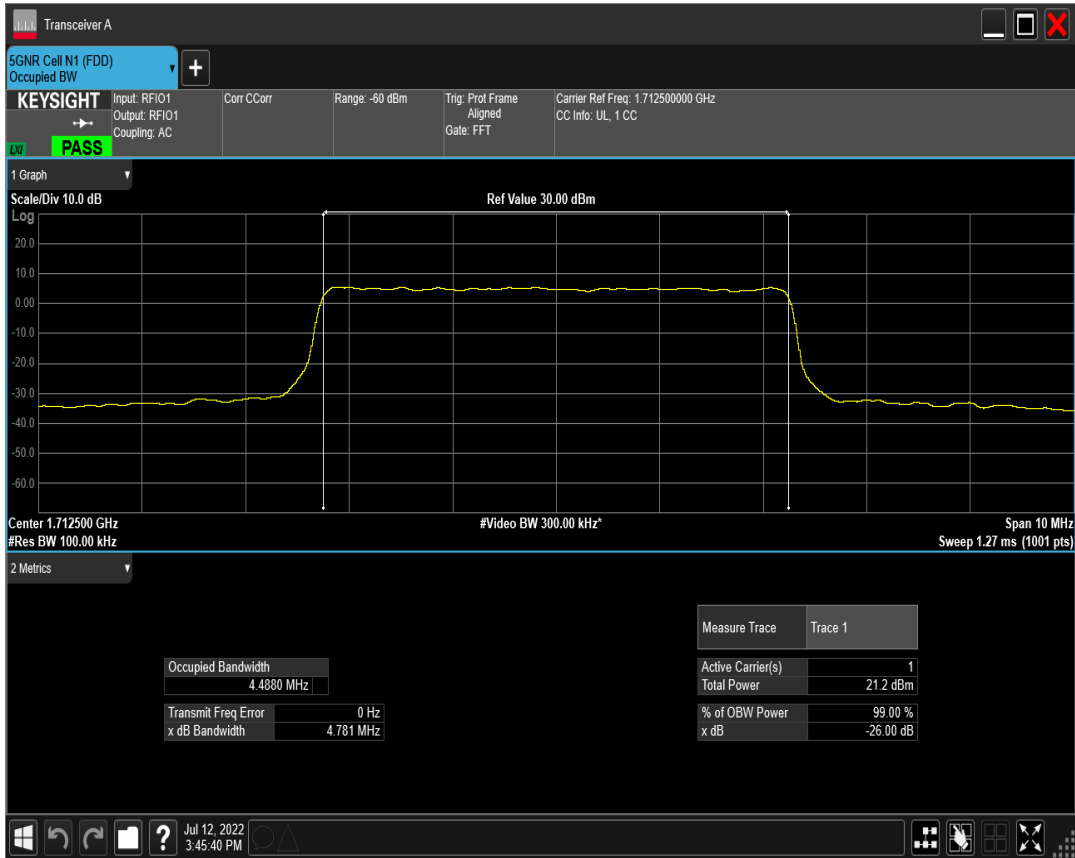 Transceiver A
5GNR Cell N1 (FDD)
Occupied BW
+
KEYSIGHT
LXI
PASS
Input: RFIO1
Output: RFIO1
Coupling: AC
Corr CCorr
Range: -60 dBm
Trig: Prot Frame
Aligned
Gate: FFT
Carrier Ref Freq: 1.712500000 GHz
CC Info: UL, 1 CC
1 Graph
Scale/Div 10.0 dB
Ref Value 30.00 dBm
Log
20.0
10.0
0.00
-10.0
-20.0
-30.0
-40.0
-50.0
-60.0
Center 1.712500 GHz
#Video BW 300.00 kHz*
Span 10 MHz
#Res BW 100.00 kHz
Sweep 1.27 ms (1001 pts)
2 Metrics
Measure Trace Trace 1
Occupied Bandwidth
4.4880 MHz
Active Carrier(s) 1
Total Power 21.2 dBm
Transmit Freq Error 0 Hz
x dB Bandwidth 4.781 MHz
% of OBW Power 99.00 %
x dB -26.00 dB
?
Jul 12, 2022
3:45:40 PM